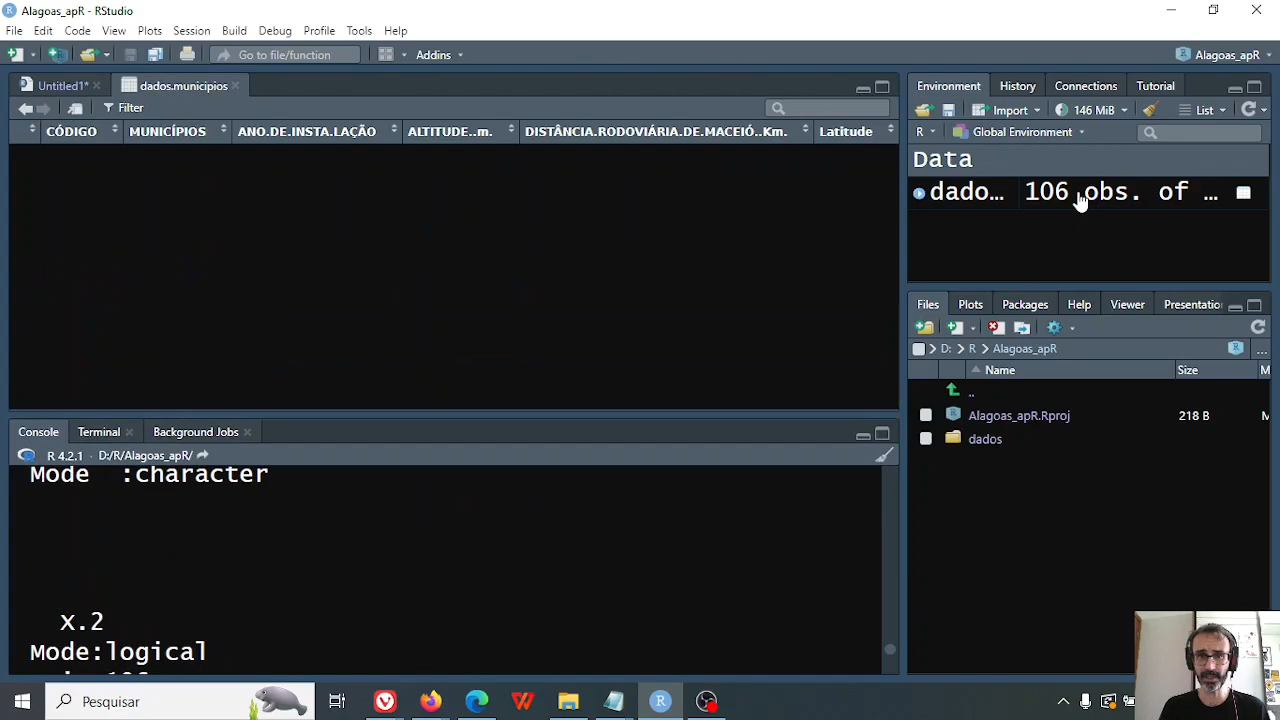 Alagoas_apR - RStudio
File Edit Code View Plots Session Build Debug Profile Tools Help
Go to file/function Addins Alagoas_apR
Untitled1* dados.municipios
Filter
CÓDIGO MUNICÍPIOS ANO.DE.INSTA.LAÇÃO ALTITUDE..m. DISTÂNCIA.RODOVIÁRIA.DE.MACEIÓ..Km. Latitude
Console Terminal Background Jobs
R 4.2.1 · D:/R/Alagoas_apR/
Mode :character
x.2
Mode:logical
Environment History Connections Tutorial
Import 146 MiB List
R Global Environment
Data
dado… 106 obs. of …
Files Plots Packages Help Viewer Presentatio
D: R Alagoas_apR ...
Name Size M
..
Alagoas_apR.Rproj 218 B M
dados
Pesquisar